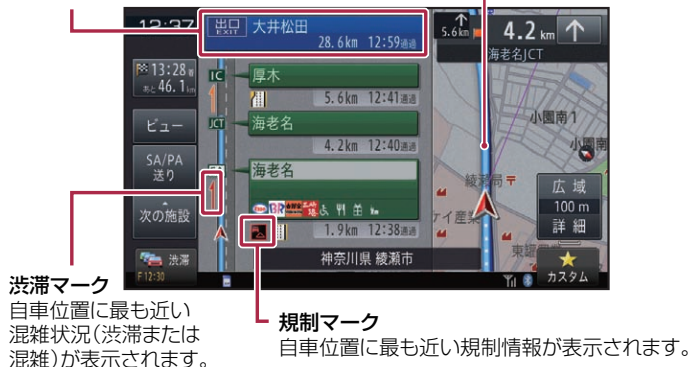 12:37
出口
EXIT
大井松田
28.6km 12:59通過
5.6km
4.2 km
海老名JCT
13:28着
あと 46.1km
IC
厚木
5.6km 12:41通過
ビュー
JCT
海老名
4.2km 12:40通過
SA/PA
送り
海老名
小園南1
次の施設
1.9km 12:38通過
広域
100 m
詳細
渋滞
F12:30
神奈川県 綾瀬市
カスタム
渋滞マーク
自車位置に最も近い
混雑状況(渋滞または
混雑)が表示されます。
規制マーク
自車位置に最も近い規制情報が表示されます。